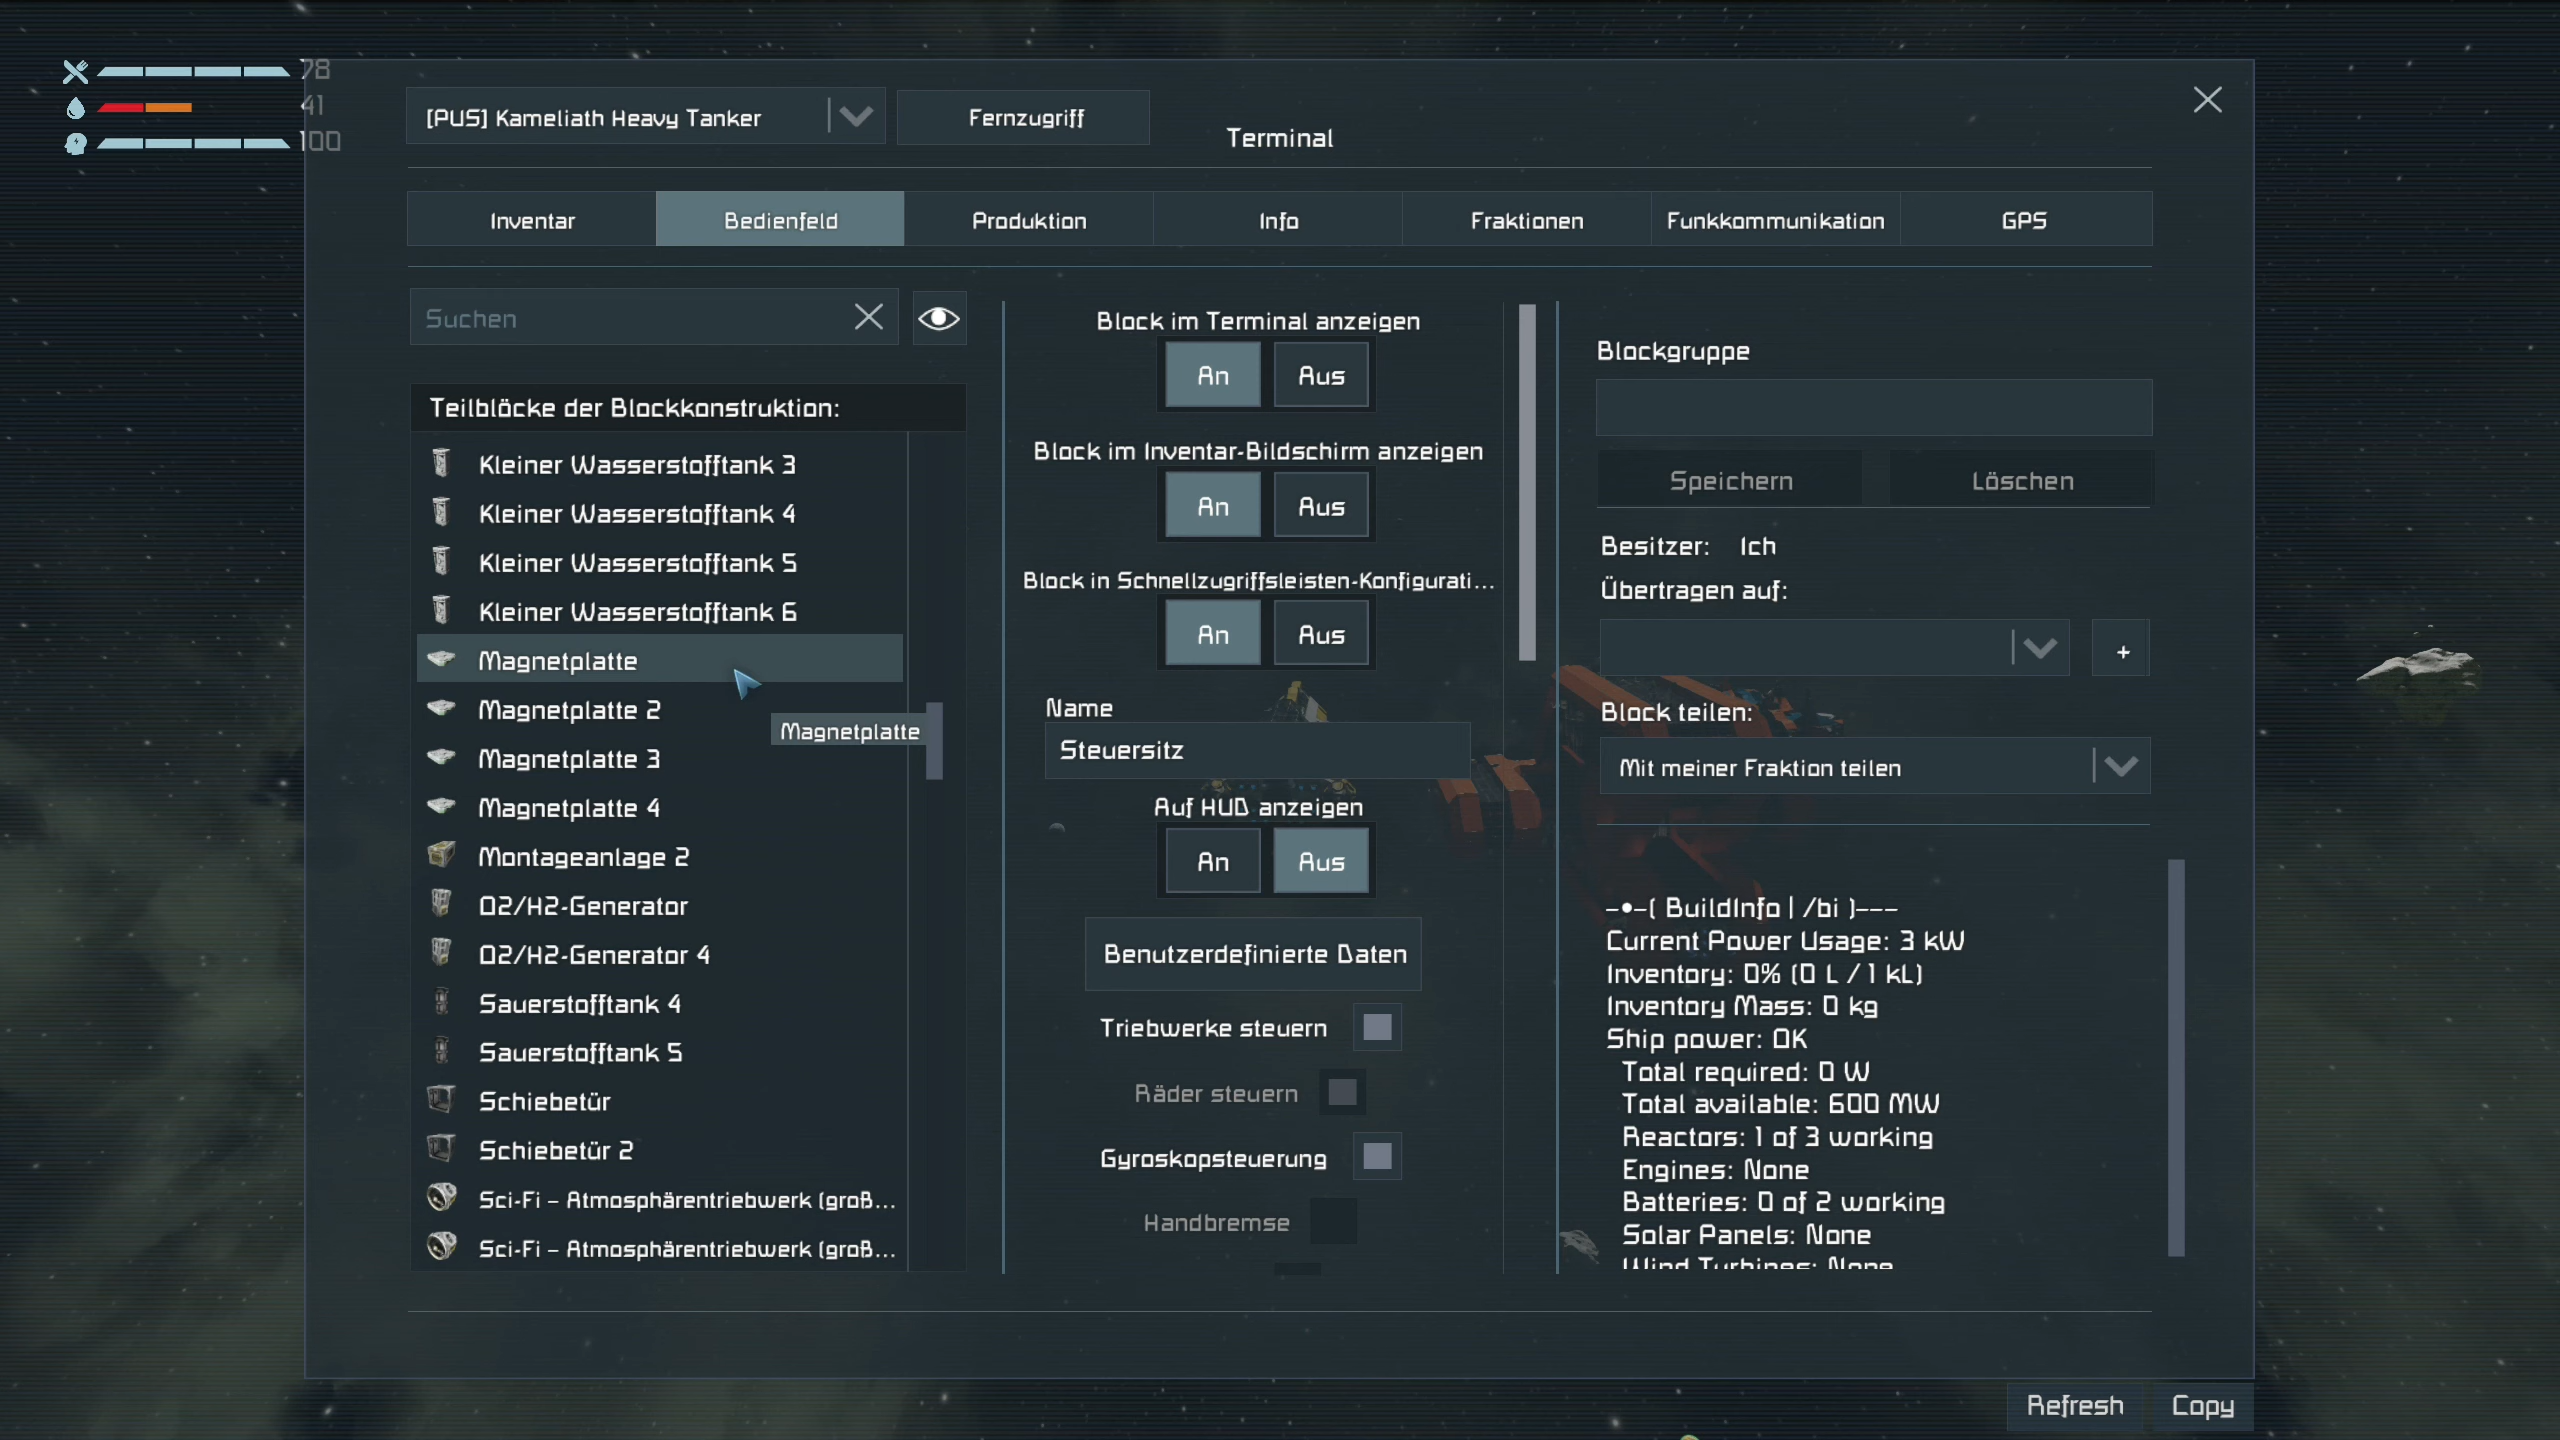 78
41
100
[PUS] Kameliath Heavy Tanker
Fernzugriff
Terminal
Inventar
Bedienfeld
Produktion
Info
Fraktionen
Funkkommunikation
GPS
Suchen
Teilblöcke der Blockkonstruktion:
Kleiner Wasserstofftank 3
Kleiner Wasserstofftank 4
Kleiner Wasserstofftank 5
Kleiner Wasserstofftank 6
Magnetplatte
Magnetplatte 2
Magnetplatte
Magnetplatte 3
Magnetplatte 4
Montageanlage 2
O2/H2-Generator
O2/H2-Generator 4
Sauerstofftank 4
Sauerstofftank 5
Schiebetür
Schiebetür 2
Sci-Fi – Atmosphärentriebwerk (groß...
Sci-Fi – Atmosphärentriebwerk (groß...
Block im Terminal anzeigen
An Aus
Block im Inventar-Bildschirm anzeigen
An Aus
Block in Schnellzugriffsleisten-Konfigurati...
An Aus
Name
Steuersitz
Auf HUD anzeigen
An Aus
Benutzerdefinierte Daten
Triebwerke steuern
Räder steuern
Gyroskopsteuerung
Handbremse
Blockgruppe
Speichern
Löschen
Besitzer: Ich
Übertragen auf:
+
Block teilen:
Mit meiner Fraktion teilen
-•-( BuildInfo | /bi )---
Current Power Usage: 3 kW
Inventory: 0% (0 L / 1 kL)
Inventory Mass: 0 kg
Ship power: OK
Total required: 0 W
Total available: 600 MW
Reactors: 1 of 3 working
Engines: None
Batteries: 0 of 2 working
Solar Panels: None
Wind Turbines: None
Refresh
Copy